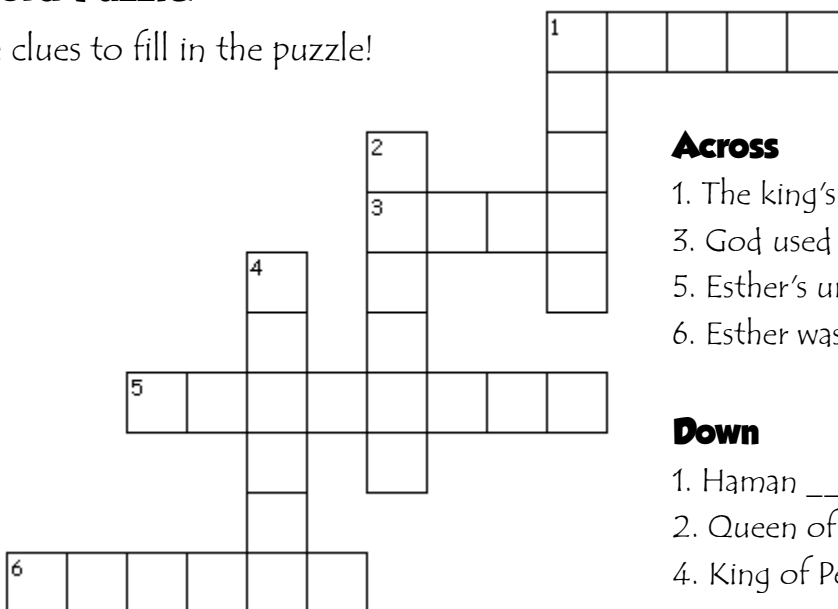 clues to fill in the puzzle!
1
2
3
4
5
6
Across
1. The king's
3. God used
5. Esther's
6. Esther was
Down
1. Haman __
2. Queen of
4. King of